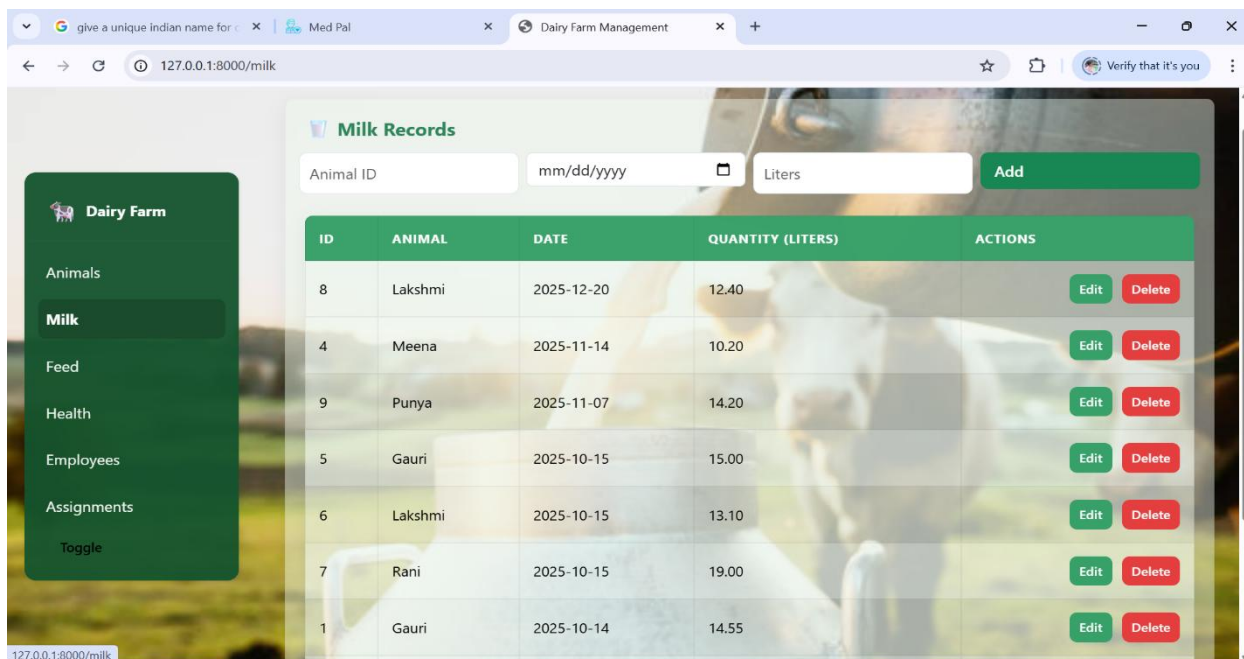 give a unique indian name for c
Med Pal
Dairy Farm Management
127.0.0.1:8000/milk
Verify that it's you
Milk Records
Animal ID
mm/dd/yyyy
Liters
Add
Dairy Farm
Animals
Milk
Feed
Health
Employees
Assignments
Toggle
ID ANIMAL DATE QUANTITY (LITERS) ACTIONS
8 Lakshmi 2025-12-20 12.40 Edit Delete
4 Meena 2025-11-14 10.20 Edit Delete
9 Punya 2025-11-07 14.20 Edit Delete
5 Gauri 2025-10-15 15.00 Edit Delete
6 Lakshmi 2025-10-15 13.10 Edit Delete
7 Rani 2025-10-15 19.00 Edit Delete
1 Gauri 2025-10-14 14.55 Edit Delete
127.0.0.1:8000/milk